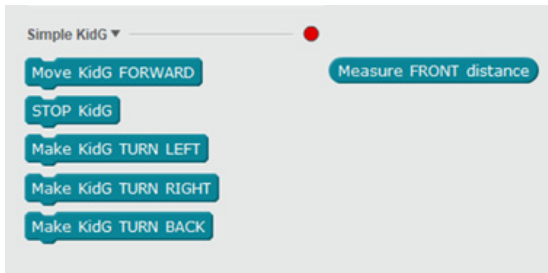 Simple KidG
Move KidG FORWARD
Measure FRONT distance
STOP KidG
Make KidG TURN LEFT
Make KidG TURN RIGHT
Make KidG TURN BACK